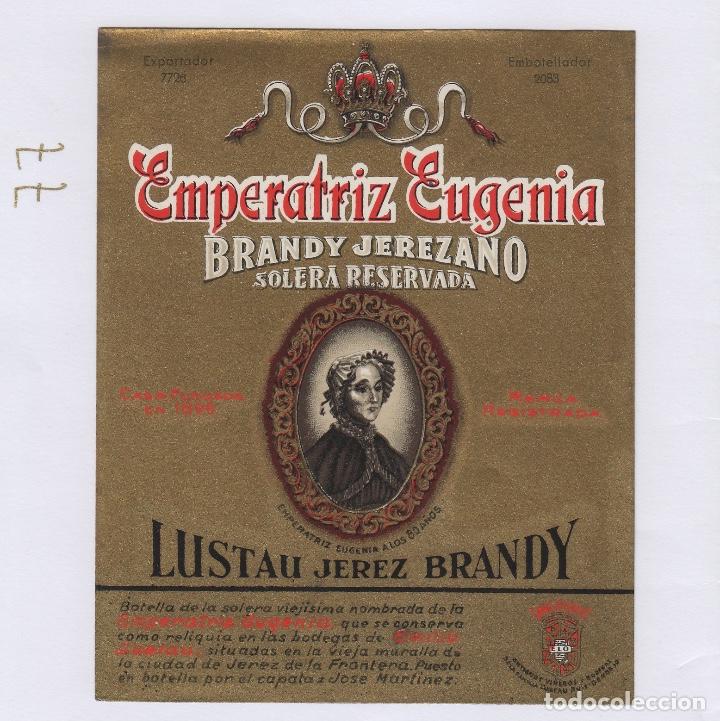 Exportador
7726
Embotellador
2083
77
Emperatriz Eugenia
BRANDY JEREZANO
SOLERA RESERVADA
CASA FUNDADA
EN 1896
MARCA
REGISTRADA
EMPERATRIZ EUGENIA A LOS 80 AÑOS
LUSTAU JEREZ BRANDY
Botella de la solera viejísima nombrada de la
Emperatriz Eugenia, que se conserva
como reliquia en las bodegas de Emilio
Lustau, situadas en la vieja muralla de
la ciudad de Jerez de la Frontera. Puesto
en botella por el capataz José Martínez.
E.L.O
todocoleccion